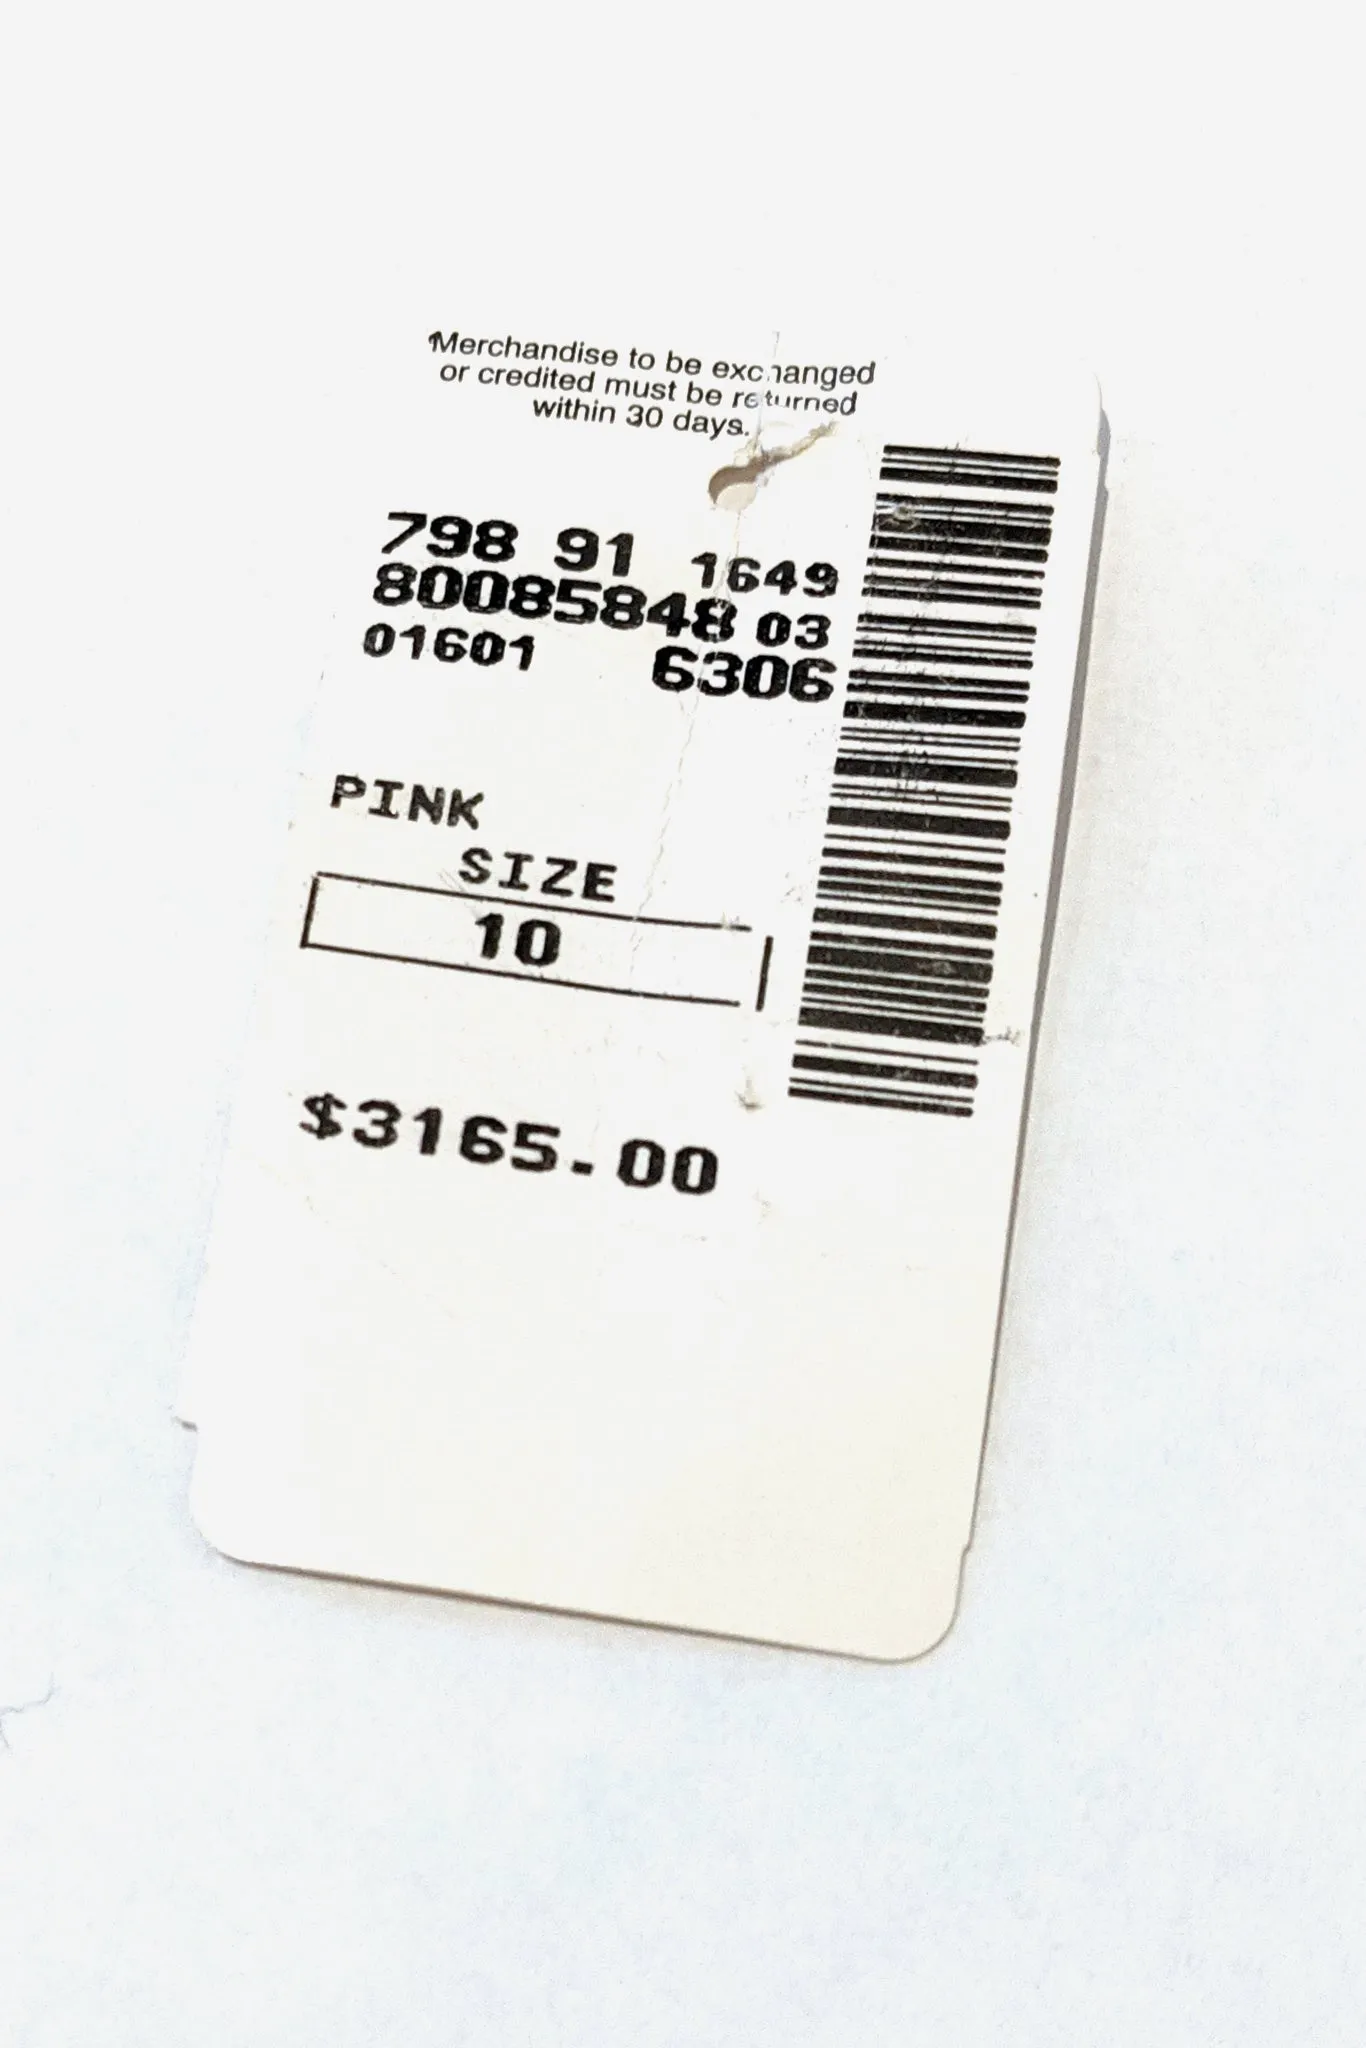 Merchandise to be exchanged
or credited must be returned
within 30 days.
798 91 1649
80085848 03
01601 6306
PINK
SIZE
10
$3165.00